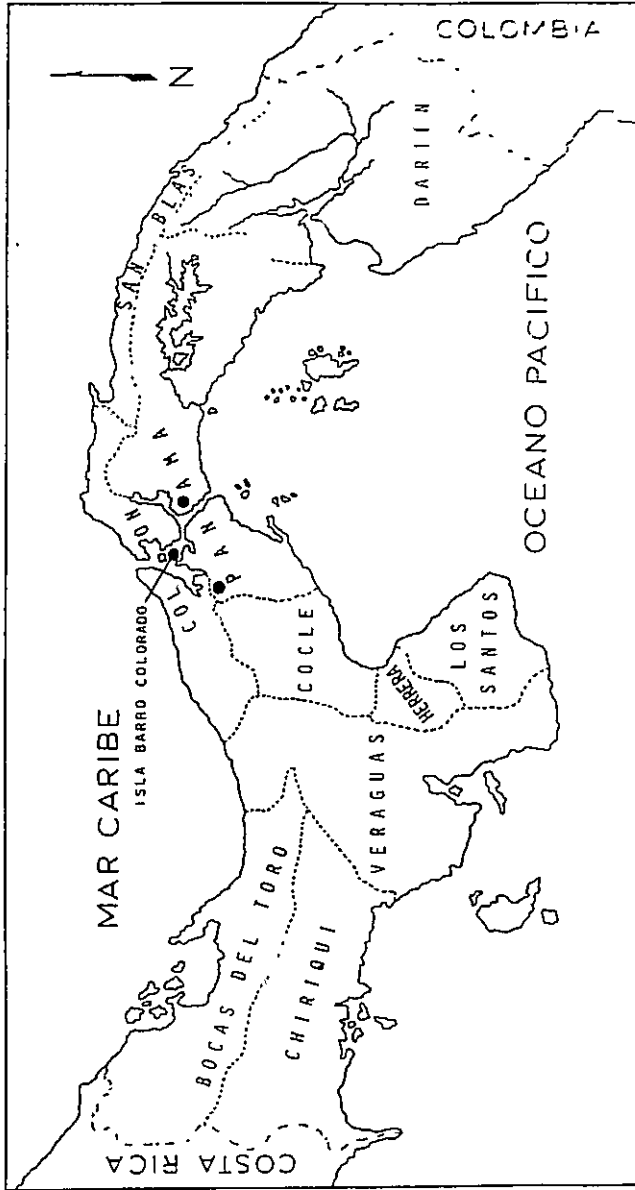 MAR CARIBE
ISLA BARRO COLORADO
COSTA RICA
BOCAS DEL TORO
CHIRIQUI
VERAGUAS
COCLE
HERRERA
LOS
SANTOS
COLON
PANAMA
SAN BLAS
DARIEN
COLOMBIA
OCEANO PACIFICO
N